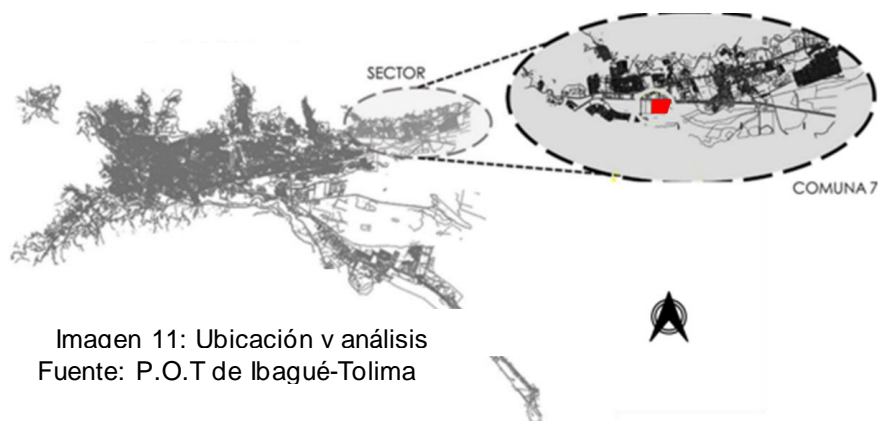 SECTOR
COMUNA 7
Imagen 11: Ubicación y análisis
Fuente: P.O.T de Ibagué-Tolima